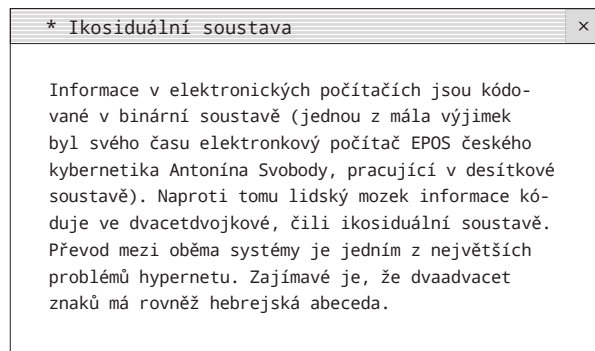 * Ikosiduální soustava ×
Informace v elektronických počítačích jsou kódo-
vané v binární soustavě (jednou z mála výjimek
byl svého času elektronkový počítač EPOS českého
kybernetika Antonína Svobody, pracující v desítkové
soustavě). Naproti tomu lidský mozek informace kó-
duje ve dvacetdvojkové, čili ikosiduální soustavě.
Převod mezi oběma systémy je jedním z největších
problémů hypernetu. Zajímavé je, že dvaadvacet
znaků má rovněž hebrejská abeceda.